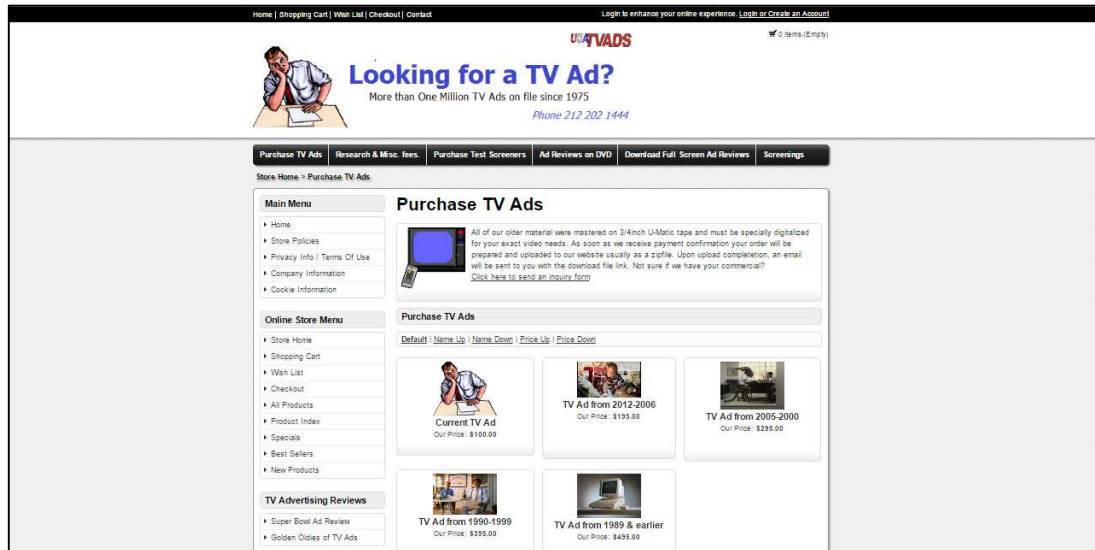 Home | Shopping Cart | Wish List | Checkout | Contact
Login to enhance your online experience. Login or Create an Account
USATVADS
0 items (Empty)
Looking for a TV Ad?
More than One Million TV Ads on file since 1975
Phone 212 202 1444
Purchase TV Ads
Research & Misc. fees.
Purchase Test Screeners
Ad Reviews on DVD
Download Full Screen Ad Reviews
Screenings
Store Home > Purchase TV Ads
Main Menu
Home
Store Policies
Privacy Info / Terms Of Use
Company Information
Cookie Information
Online Store Menu
Store Home
Shopping Cart
Wish List
Checkout
All Products
Product Index
Specials
Best Sellers
New Products
TV Advertising Reviews
Super Bowl Ad Review
Golden Oldies of TV Ads
Purchase TV Ads
All of our older material were mastered on 3/4inch U-Matic tape and must be specially digitalized
for your exact video needs. As soon as we receive payment confirmation your order will be
prepared and uploaded to our website usually as a zipfile. Upon upload completetion, an email
will be sent to you with the download file link. Not sure if we have your commercial?
Click here to send an inquiry form
Purchase TV Ads
Default | Name Up | Name Down | Price Up | Price Down
Current TV Ad
Our Price: $100.00
TV Ad from 2012-2006
Our Price: $195.00
TV Ad from 2005-2000
Our Price: $295.00
TV Ad from 1990-1999
Our Price: $395.00
TV Ad from 1989 & earlier
Our Price: $495.00